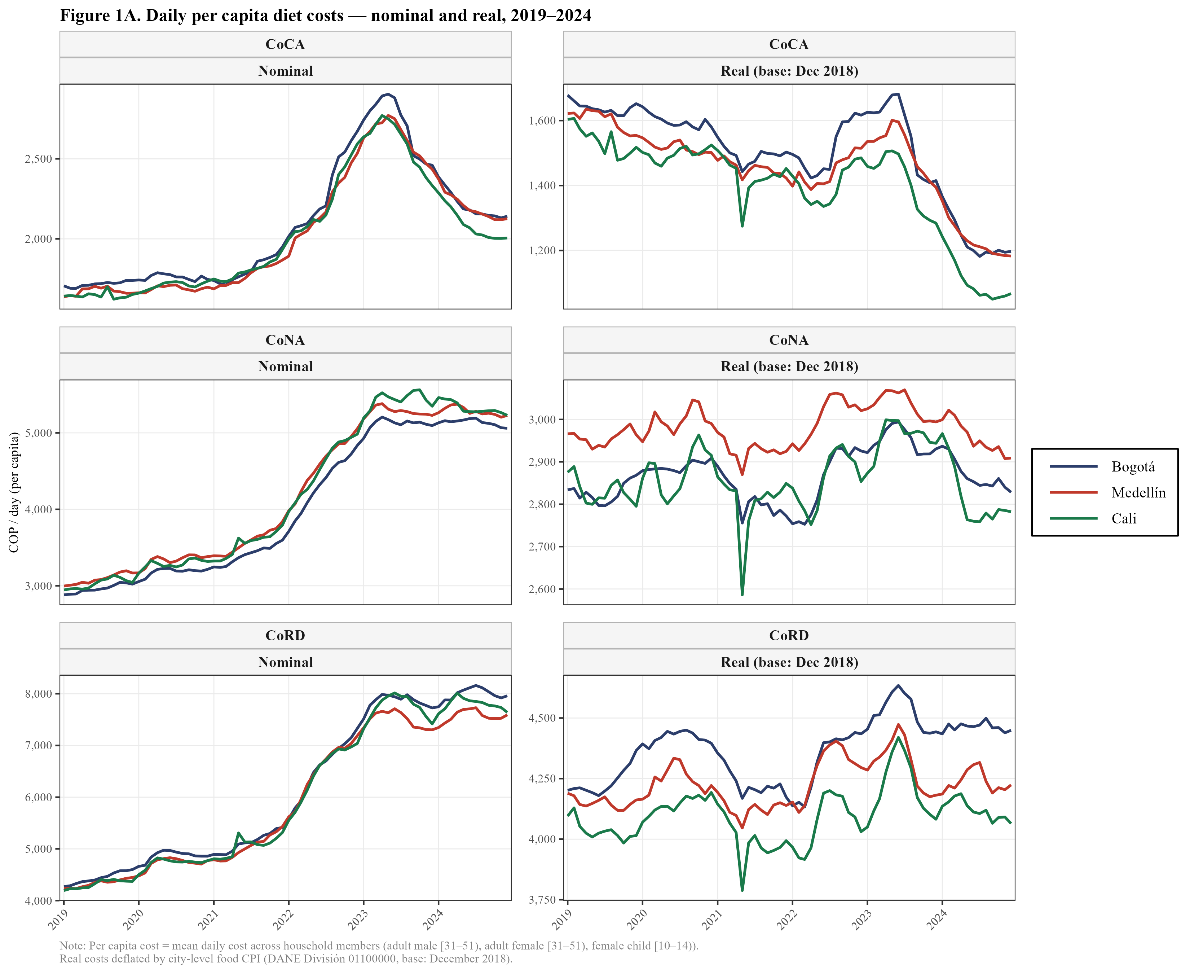 Figure 1A. Daily per capita diet costs — nominal and real, 2019–2024
CoCA
Nominal
2,500
2,000
CoCA
Real (base: Dec 2018)
1,600
1,400
1,200
CoNA
Nominal
5,000
4,000
3,000
CoNA
Real (base: Dec 2018)
3,000
2,900
2,800
2,700
2,600
COP / day (per capita)
CoRD
Nominal
8,000
7,000
6,000
5,000
4,000
2019
2020
2021
2022
2023
2024
CoRD
Real (base: Dec 2018)
4,500
4,250
4,000
3,750
2019
2020
2021
2022
2023
2024
Bogotá
Medellín
Cali
Note: Per capita cost = mean daily cost across household members (adult male [31–51), adult female [31–51), female child [10–14)).
Real costs deflated by city-level food CPI (DANE División 01100000, base: December 2018).